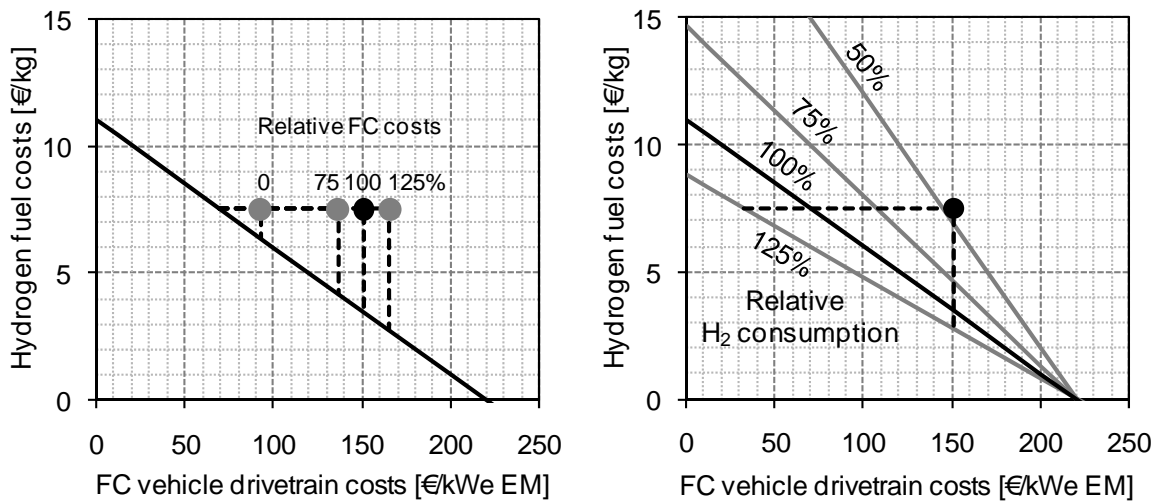 Hydrogen fuel costs [€/kg]
15
10
5
0
Relative FC costs
0 75 100 125%
0 50 100 150 200 250
FC vehicle drivetrain costs [€/kWe EM]
Hydrogen fuel costs [€/kg]
15
10
5
0
50%
75%
100%
125%
Relative
H₂ consumption
0 50 100 150 200 250
FC vehicle drivetrain costs [€/kWe EM]